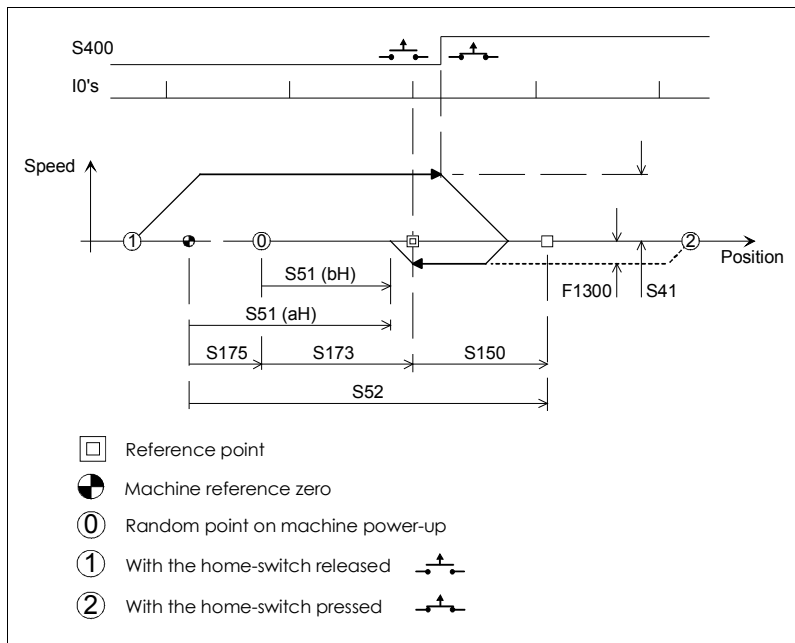 S400
I0's
Speed
1
0
2
Position
S51 (bH)
F1300
S41
S51 (aH)
S175
S173
S150
S52
Reference point
Machine reference zero
0 Random point on machine power-up
1 With the home-switch released
2 With the home-switch pressed